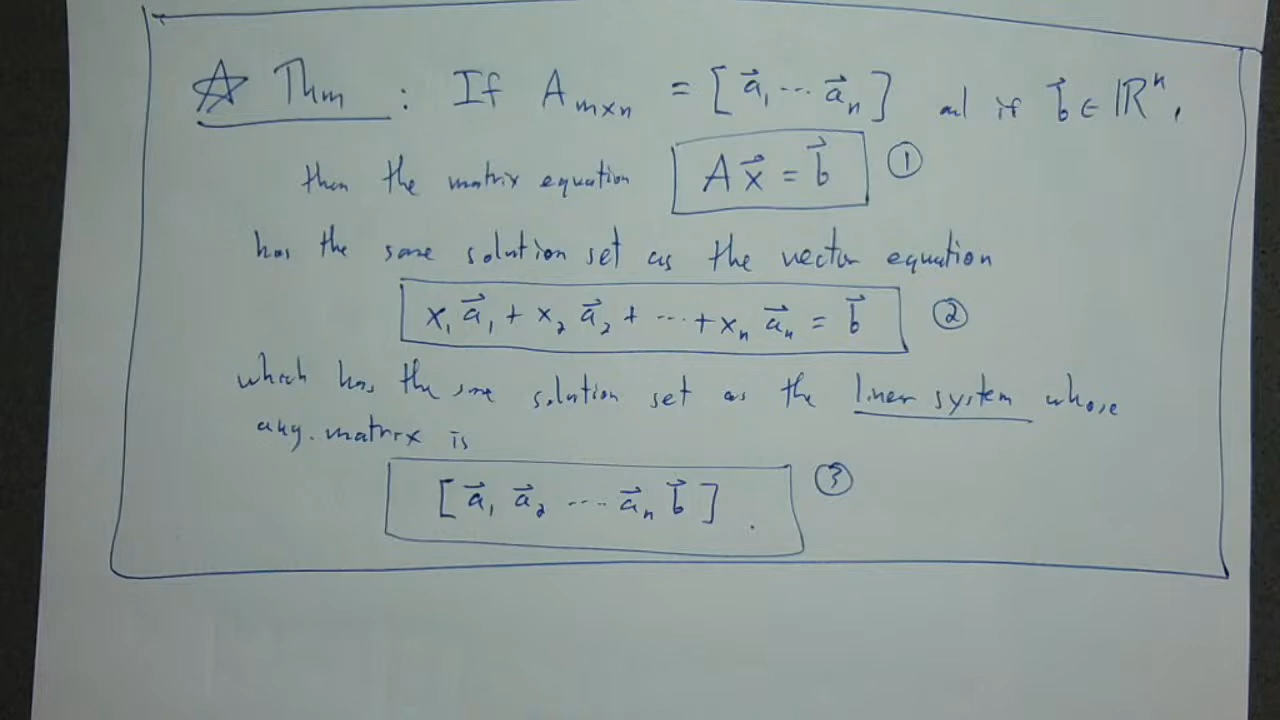 ☆ Thm : If A_{m×n} = [a⃗₁ ⋯ a⃗ₙ] and if b⃗ ∈ ℝⁿ,
then the matrix equation A x⃗ = b⃗ ①
has the same solution set as the vector equation
x₁ a⃗₁ + x₂ a⃗₂ + ⋯ + xₙ a⃗ₙ = b⃗ ②
which has the same solution set as the linear system whose
aug. matrix is
[a⃗₁ a⃗₂ ⋯ a⃗ₙ b⃗] . ③